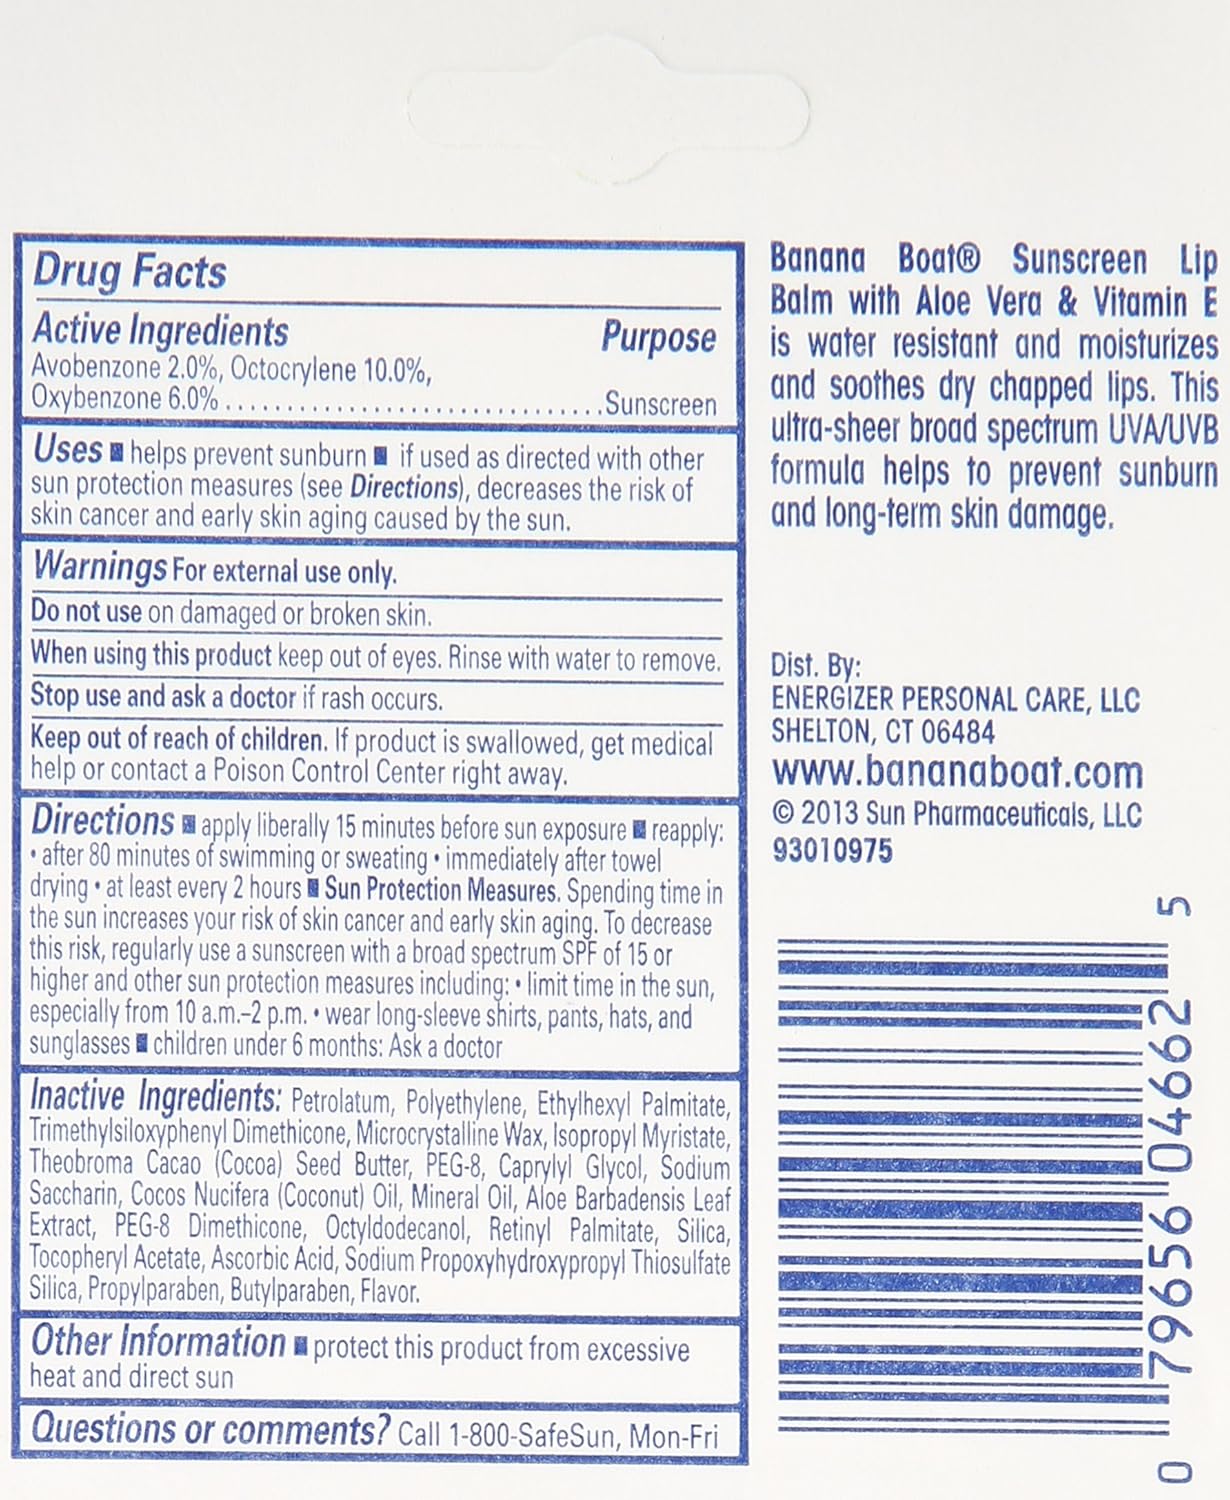 Drug Facts
Active Ingredients Purpose
Avobenzone 2.0%, Octocrylene 10.0%,
Oxybenzone 6.0%..................................Sunscreen
Uses ■ helps prevent sunburn ■ if used as directed with other
sun protection measures (see Directions), decreases the risk of
skin cancer and early skin aging caused by the sun.
Warnings For external use only.
Do not use on damaged or broken skin.
When using this product keep out of eyes. Rinse with water to remove.
Stop use and ask a doctor if rash occurs.
Keep out of reach of children. If product is swallowed, get medical
help or contact a Poison Control Center right away.
Directions ■ apply liberally 15 minutes before sun exposure ■ reapply:
• after 80 minutes of swimming or sweating • immediately after towel
drying • at least every 2 hours ■ Sun Protection Measures. Spending time in
the sun increases your risk of skin cancer and early skin aging. To decrease
this risk, regularly use a sunscreen with a broad spectrum SPF of 15 or
higher and other sun protection measures including: • limit time in the sun,
especially from 10 a.m.–2 p.m. • wear long-sleeve shirts, pants, hats, and
sunglasses ■ children under 6 months: Ask a doctor
Inactive Ingredients: Petrolatum, Polyethylene, Ethylhexyl Palmitate,
Trimethylsiloxyphenyl Dimethicone, Microcrystalline Wax, Isopropyl Myristate,
Theobroma Cacao (Cocoa) Seed Butter, PEG-8, Caprylyl Glycol, Sodium
Saccharin, Cocos Nucifera (Coconut) Oil, Mineral Oil, Aloe Barbadensis Leaf
Extract, PEG-8 Dimethicone, Octyldodecanol, Retinyl Palmitate, Silica,
Tocopheryl Acetate, Ascorbic Acid, Sodium Propoxyhydroxypropyl Thiosulfate
Silica, Propylparaben, Butylparaben, Flavor.
Other Information ■ protect this product from excessive
heat and direct sun
Questions or comments? Call 1-800-SafeSun, Mon-Fri
Banana Boat® Sunscreen Lip
Balm with Aloe Vera & Vitamin E
is water resistant and moisturizes
and soothes dry chapped lips. This
ultra-sheer broad spectrum UVA/UVB
formula helps to prevent sunburn
and long-term skin damage.
Dist. By:
ENERGIZER PERSONAL CARE, LLC
SHELTON, CT 06484
www.bananaboat.com
© 2013 Sun Pharmaceuticals, LLC
93010975
0 79656 04662 5